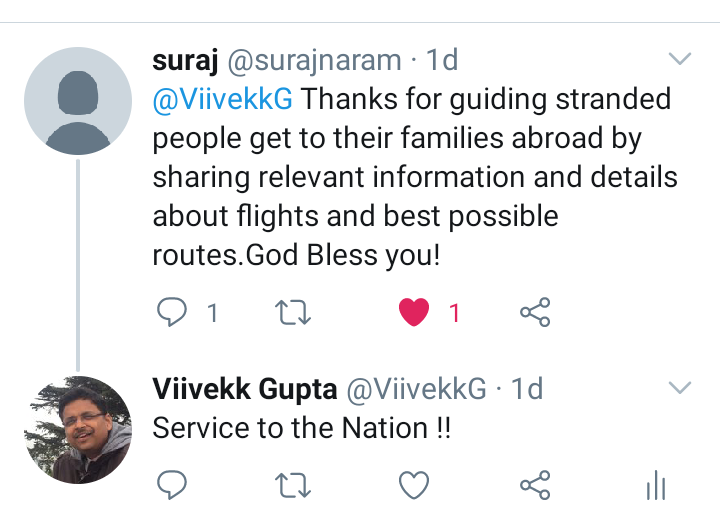 suraj @surajnaram · 1d
@ViivekkG Thanks for guiding stranded
people get to their families abroad by
sharing relevant information and details
about flights and best possible
routes.God Bless you!
1 1
Viivekk Gupta @ViivekkG · 1d
Service to the Nation !!